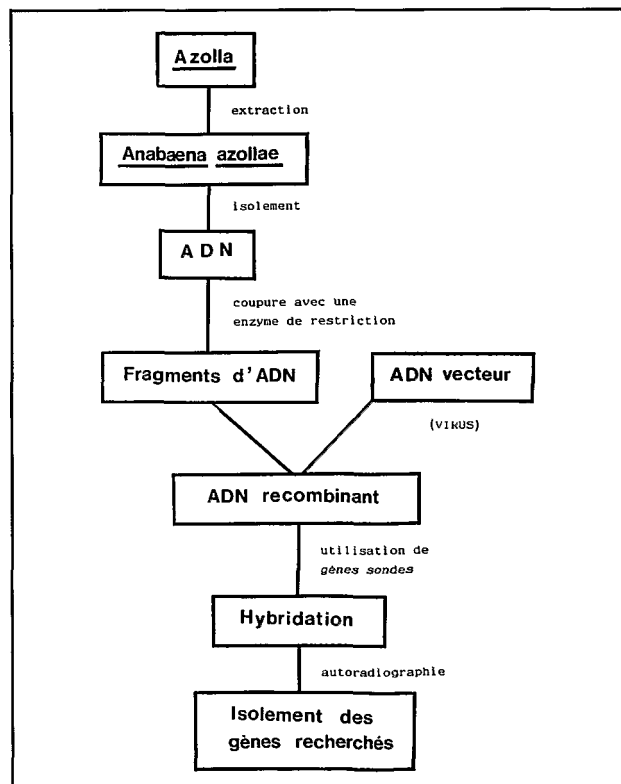 Azolla
extraction
Anabaena azollae
isolement
ADN
coupure avec une
enzyme de restriction
Fragments d'ADN
ADN vecteur
(VIRUS)
ADN recombinant
utilisation de
gènes sondes
Hybridation
autoradiographie
Isolement des
gènes recherchés